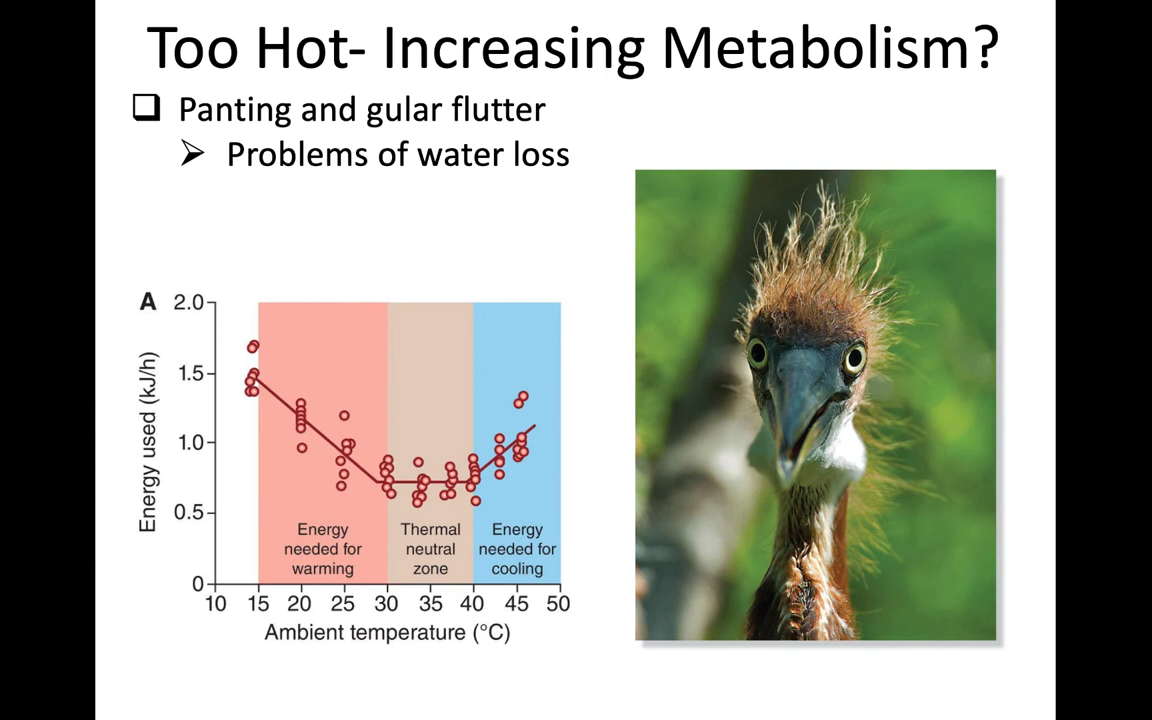 Too Hot- Increasing Metabolism?
Panting and gular flutter
Problems of water loss
A
2.0
1.5
1.0
0.5
0
Energy used (kJ/h)
Energy
needed for
warming
Thermal
neutral
zone
Energy
needed for
cooling
10 15 20 25 30 35 40 45 50
Ambient temperature (°C)